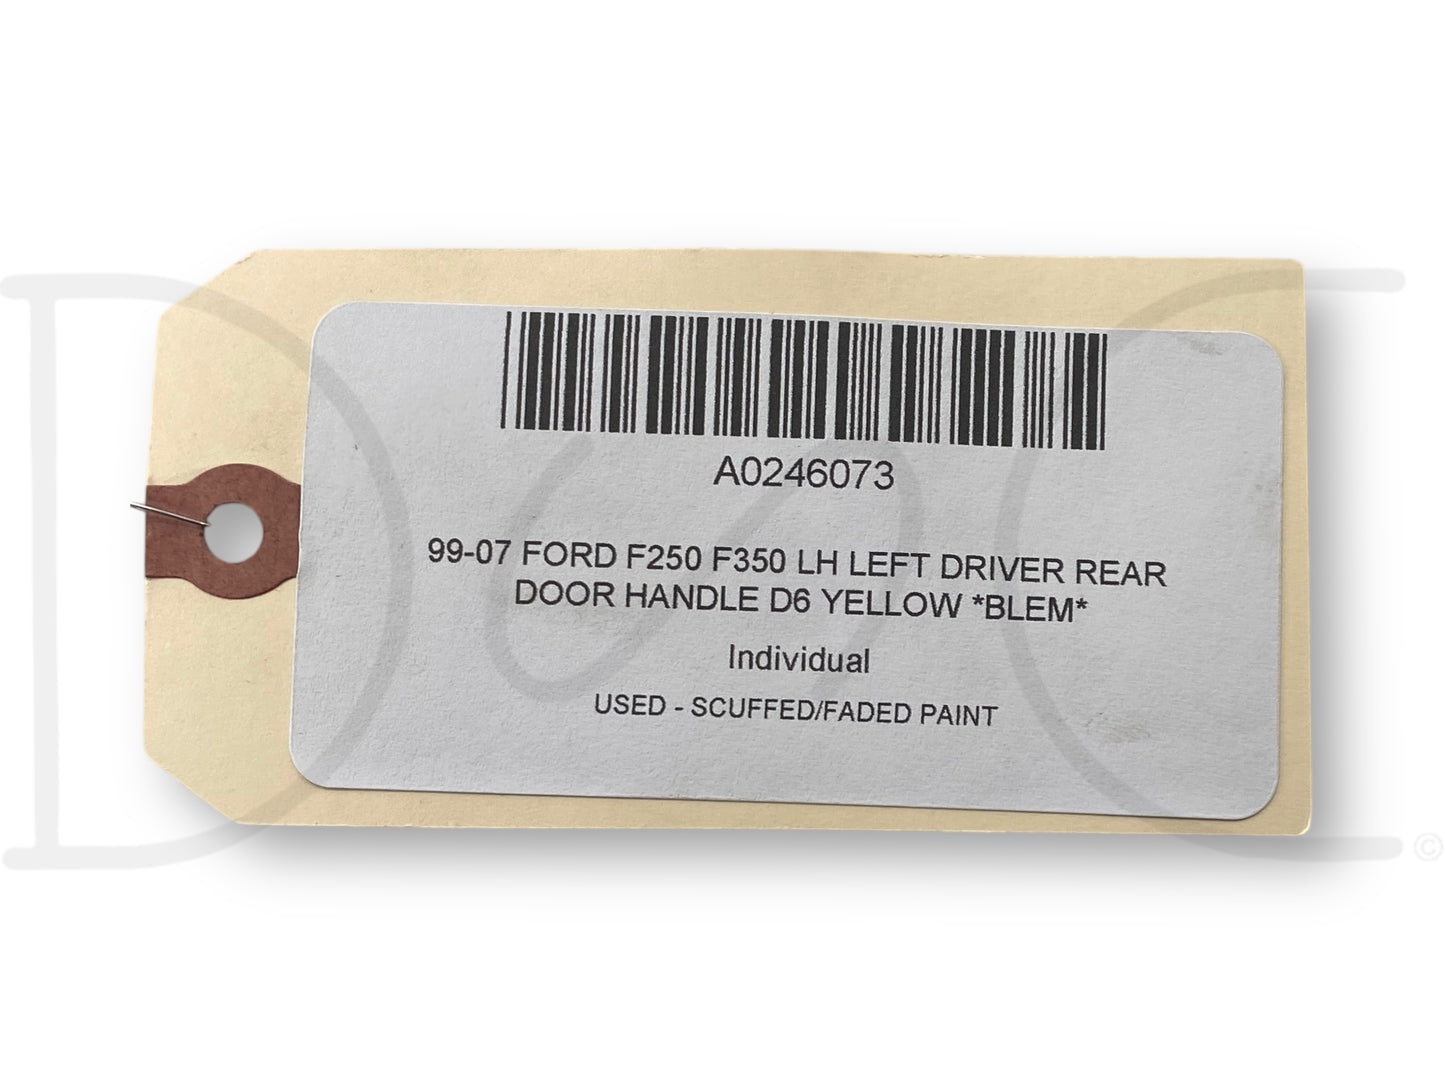 A0246073
99-07 FORD F250 F350 LH LEFT DRIVER REAR
DOOR HANDLE D6 YELLOW *BLEM*
Individual
USED - SCUFFED/FADED PAINT
©